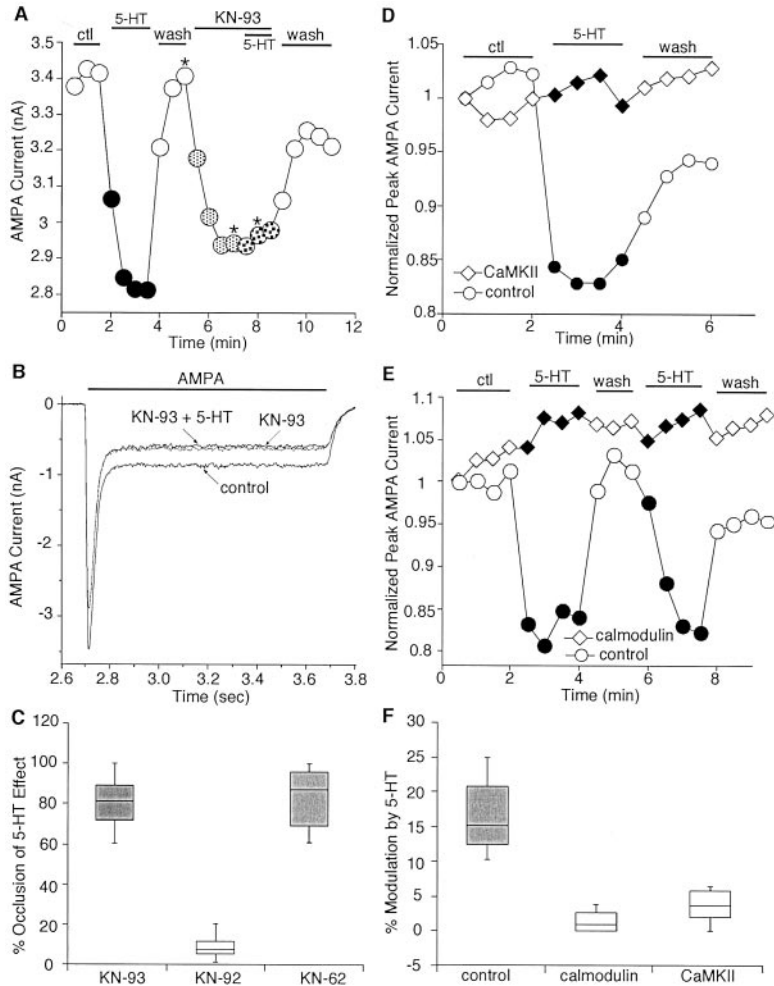 A
ctl
5-HT
wash
KN-93
5-HT
wash
3.5
3.4
3.3
3.2
3.1
3
2.9
2.8
AMPA Current (nA)
*
*
*
0 2 4 6 8 10 12
Time (min)
B
AMPA
KN-93 + 5-HT
KN-93
control
0
-1
-2
-3
AMPA Current (nA)
2.6 2.8 3.0 3.2 3.4 3.6 3.8
Time (sec)
C
120
100
80
60
40
20
0
% Occlusion of 5-HT Effect
KN-93 KN-92 KN-62
D
1.05
ctl
5-HT
wash
1
0.95
0.9
0.85
0.8
Normalized Peak AMPA Current
CaMKII
control
0 2 4 6
Time (min)
E
1.1
ctl
5-HT
wash
5-HT
wash
1.05
1
0.95
0.9
0.85
0.8
Normalized Peak AMPA Current
calmodulin
control
0 2 4 6 8
Time (min)
F
30
25
20
15
10
5
0
-5
% Modulation by 5-HT
control calmodulin CaMKII